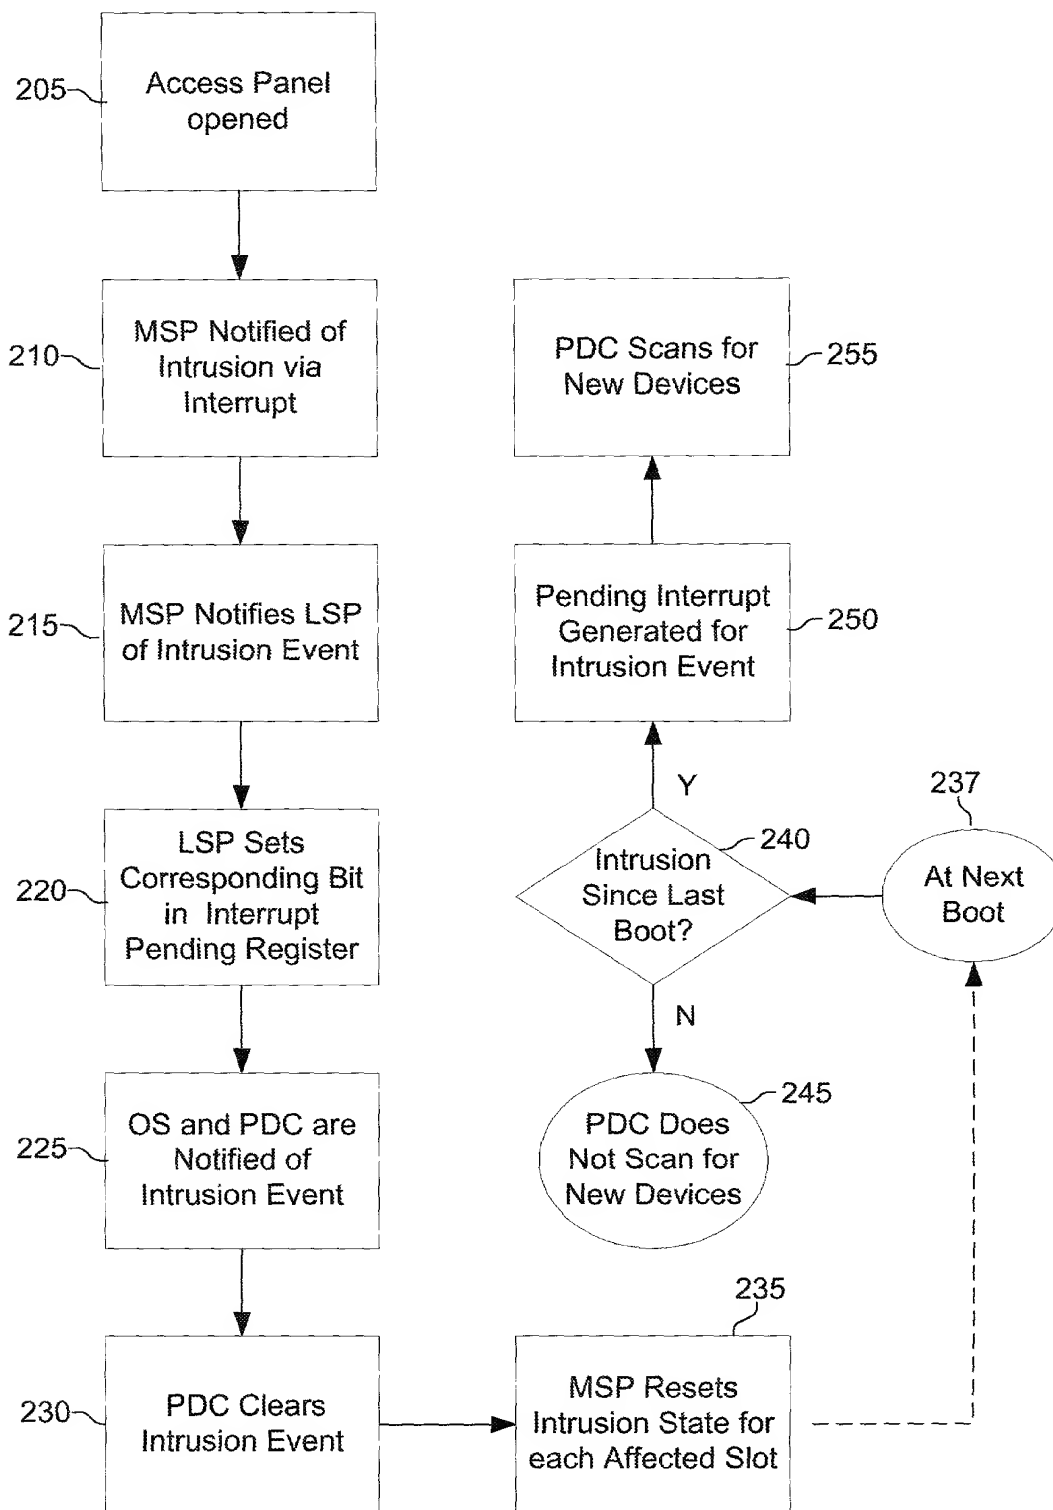 205
Access Panel
opened
210
MSP Notified of
Intrusion via
Interrupt
215
MSP Notifies LSP
of Intrusion Event
220
LSP Sets
Corresponding Bit
in Interrupt
Pending Register
225
OS and PDC are
Notified of
Intrusion Event
230
PDC Clears
Intrusion Event
235
MSP Resets
Intrusion State for
each Affected Slot
237
At Next
Boot
240
Intrusion
Since Last
Boot?
Y
N
245
PDC Does
Not Scan for
New Devices
250
Pending Interrupt
Generated for
Intrusion Event
255
PDC Scans for
New Devices